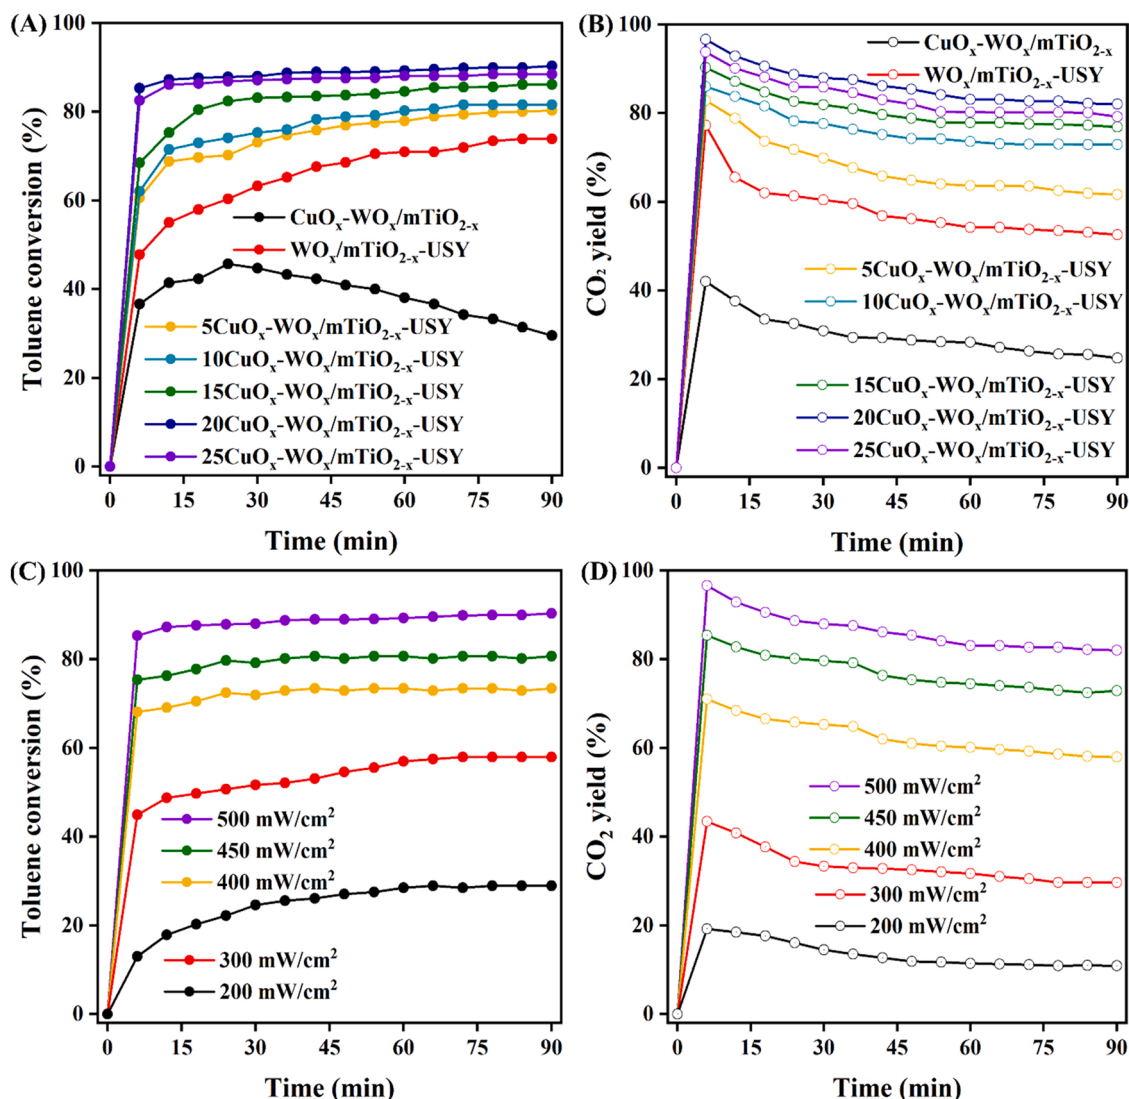 (A)
Toluene conversion (%)
100
80
60
40
20
0
CuOₓ-WOₓ/mTiO₂₋ₓ
WOₓ/mTiO₂₋ₓ-USY
5CuOₓ-WOₓ/mTiO₂₋ₓ-USY
10CuOₓ-WOₓ/mTiO₂₋ₓ-USY
15CuOₓ-WOₓ/mTiO₂₋ₓ-USY
20CuOₓ-WOₓ/mTiO₂₋ₓ-USY
25CuOₓ-WOₓ/mTiO₂₋ₓ-USY
0 15 30 45 60 75 90
Time (min)
(B)
CO₂ yield (%)
100
80
60
40
20
0
CuOₓ-WOₓ/mTiO₂₋ₓ
WOₓ/mTiO₂₋ₓ-USY
5CuOₓ-WOₓ/mTiO₂₋ₓ-USY
10CuOₓ-WOₓ/mTiO₂₋ₓ-USY
15CuOₓ-WOₓ/mTiO₂₋ₓ-USY
20CuOₓ-WOₓ/mTiO₂₋ₓ-USY
25CuOₓ-WOₓ/mTiO₂₋ₓ-USY
0 15 30 45 60 75 90
Time (min)
(C)
Toluene conversion (%)
100
80
60
40
20
0
500 mW/cm²
450 mW/cm²
400 mW/cm²
300 mW/cm²
200 mW/cm²
0 15 30 45 60 75 90
Time (min)
(D)
CO₂ yield (%)
100
80
60
40
20
0
500 mW/cm²
450 mW/cm²
400 mW/cm²
300 mW/cm²
200 mW/cm²
0 15 30 45 60 75 90
Time (min)